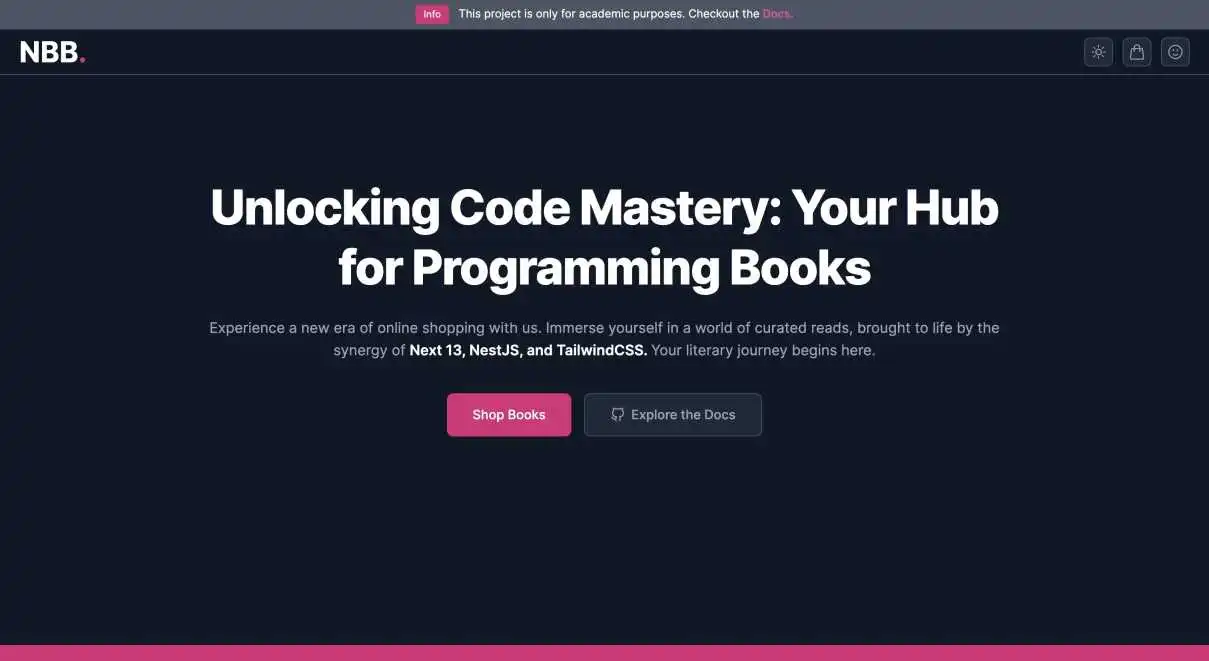 Info This project is only for academic purposes. Checkout the Docs.
NBB.
Unlocking Code Mastery: Your Hub
for Programming Books
Experience a new era of online shopping with us. Immerse yourself in a world of curated reads, brought to life by the
synergy of Next 13, NestJS, and TailwindCSS. Your literary journey begins here.
Shop Books
Explore the Docs